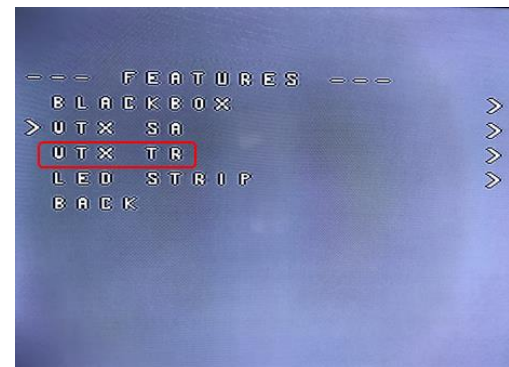 --- FEATURES ---
BLACKBOX >
> VTX SA >
VTX TR >
LED STRIP >
BACK